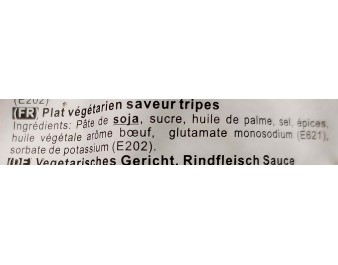 (E202)
(FR) Plat végétarien saveur tripes
Ingrédients: Pâte de soja, sucre, huile de palme, sel, épices,
huile végétale arôme bœuf, glutamate monosodium (E621),
sorbate de potassium (E202).
(DE) Vegetarisches Gericht, Rindfleisch Sauce